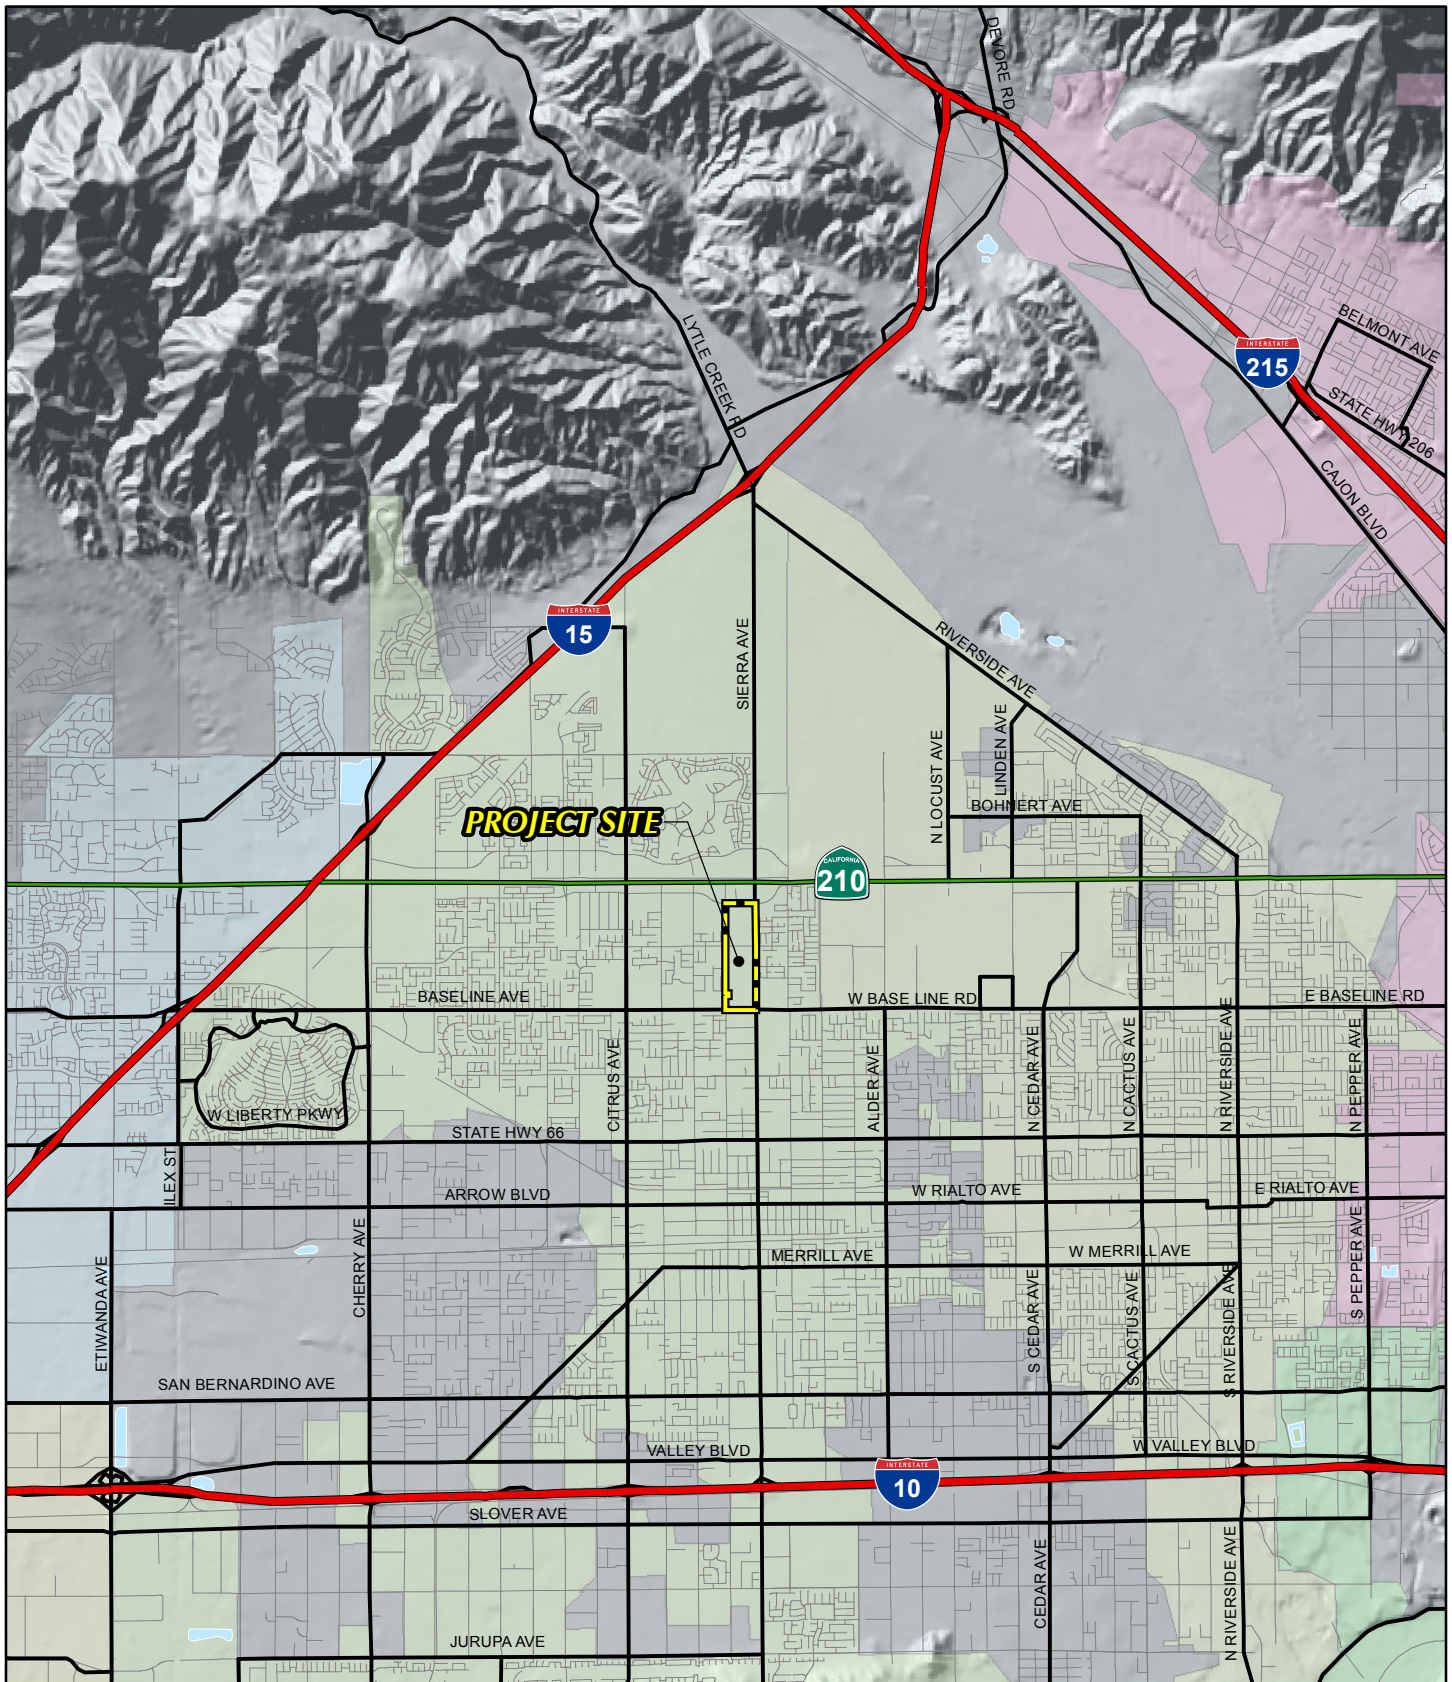 DEVORE RD
BELMONT AVE
INTERSTATE
215
STATE HWY 206
LYTLE CREEK RD
CAJON BLVD
INTERSTATE
15
SIERRA AVE
RIVERSIDE AVE
N LOCUST AVE
LINDEN AVE
BOHNERT AVE
PROJECT SITE
CALIFORNIA
210
BASELINE AVE
W BASE LINE RD
E BASELINE RD
CITRUS AVE
ALDER AVE
N CEDAR AVE
N CACTUS AVE
N RIVERSIDE AVE
N PEPPER AVE
W LIBERTY PKWY
STATE HWY 66
ILEX ST
ARROW BLVD
W RIALTO AVE
E RIALTO AVE
ETIWANDA AVE
CHERRY AVE
MERRILL AVE
W MERRILL AVE
S CEDAR AVE
S CACTUS AVE
S RIVERSIDE AVE
S PEPPER AVE
SAN BERNARDINO AVE
VALLEY BLVD
W VALLEY BLVD
INTERSTATE
10
SLOVER AVE
CEDAR AVE
N RIVERSIDE AVE
JURUPA AVE